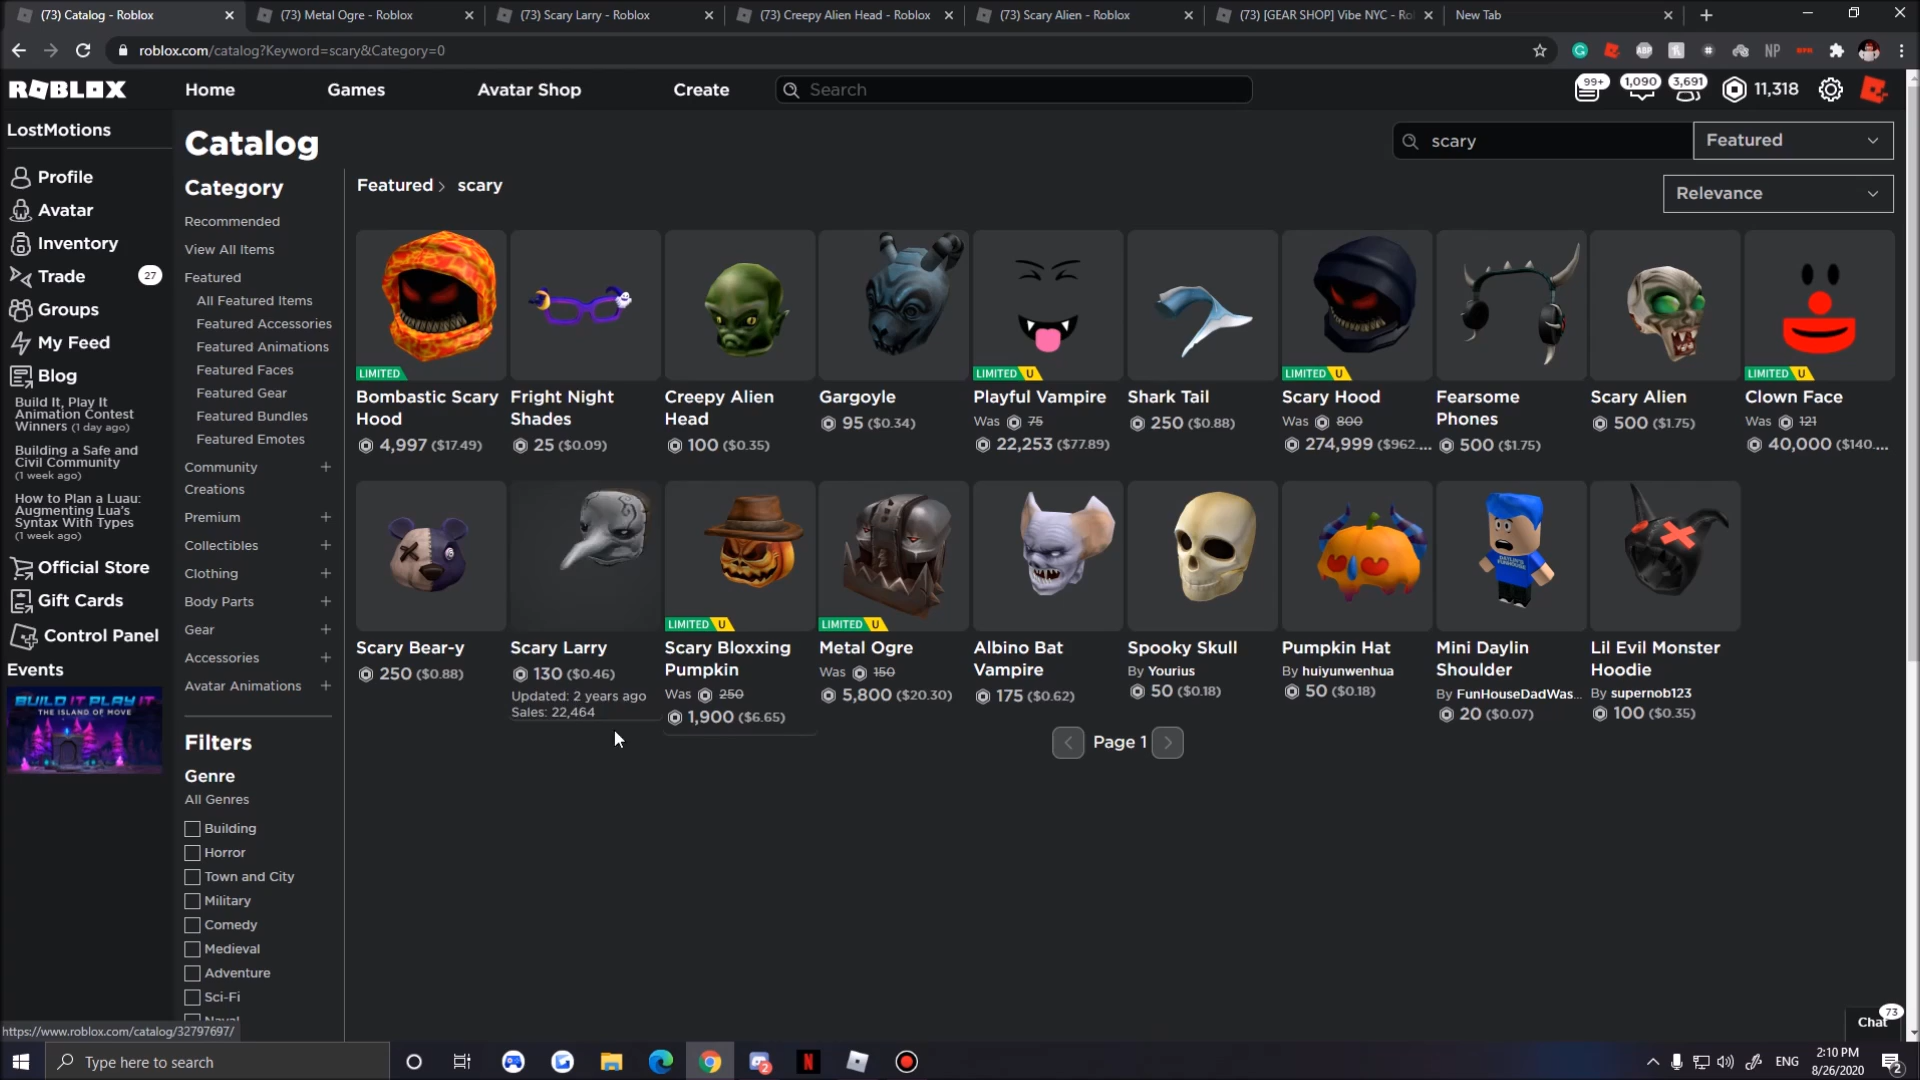 (73) Catalog - Roblox
(73) Metal Ogre - Roblox
(73) Scary Larry - Roblox
(73) Creepy Alien Head - Roblox
(73) Scary Alien - Roblox
(73) [GEAR SHOP] Vibe NYC - Ro
New Tab
roblox.com/catalog?Keyword=scary&Category=0
ABP
NP
ROBLOX
Home
Games
Avatar Shop
Create
Search
99+
1,090
3,691
11,318
LostMotions
Profile
Avatar
Inventory
Trade
27
Groups
My Feed
Blog
Build It, Play It
Animation Contest
Winners (1 day ago)
Building a Safe and
Civil Community
(1 week ago)
How to Plan a Luau:
Augmenting Lua's
Syntax With Types
(1 week ago)
Official Store
Gift Cards
Control Panel
Events
BUILD IT PLAY IT
THE ISLAND OF MOVE
Catalog
scary
Featured
Category
Recommended
View All Items
Featured
All Featured Items
Featured Accessories
Featured Animations
Featured Faces
Featured Gear
Featured Bundles
Featured Emotes
Community
Creations
Premium
Collectibles
Clothing
Body Parts
Gear
Accessories
Avatar Animations
Filters
Genre
All Genres
Building
Horror
Town and City
Military
Comedy
Medieval
Adventure
Sci-Fi
Naval
Featured > scary
Relevance
LIMITED
Bombastic Scary
Hood
4,997 ($17.49)
Fright Night
Shades
25 ($0.09)
Creepy Alien
Head
100 ($0.35)
Gargoyle
95 ($0.34)
LIMITED U
Playful Vampire
Was 75
22,253 ($77.89)
Shark Tail
250 ($0.88)
LIMITED U
Scary Hood
Was 800
274,999 ($962....
Fearsome
Phones
500 ($1.75)
Scary Alien
500 ($1.75)
LIMITED U
Clown Face
Was 121
40,000 ($140....
Scary Bear-y
250 ($0.88)
Scary Larry
130 ($0.46)
Updated: 2 years ago
Sales: 22,464
LIMITED U
Scary Bloxxing
Pumpkin
Was 250
1,900 ($6.65)
LIMITED U
Metal Ogre
Was 150
5,800 ($20.30)
Albino Bat
Vampire
175 ($0.62)
Spooky Skull
By Yourius
50 ($0.18)
Pumpkin Hat
By huiyunwenhua
50 ($0.18)
DAYLIN'S
FUNHOUSE
Mini Daylin
Shoulder
By FunHouseDadWas...
20 ($0.07)
Lil Evil Monster
Hoodie
By supernob123
100 ($0.35)
Page 1
https://www.roblox.com/catalog/32797697/
Chat
73
Type here to search
2
N
ENG
2:10 PM
8/26/2020
2